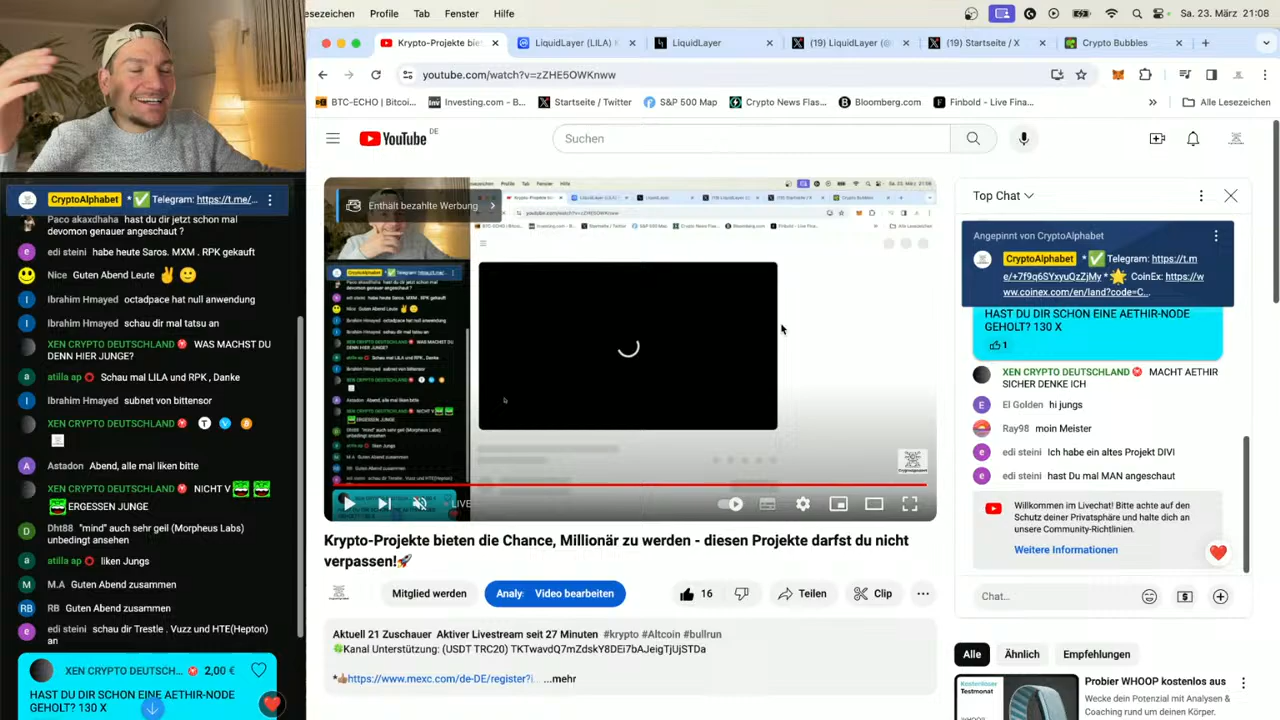 esezeichen Profile Tab Fenster Hilfe
Sa. 23. März 21:08
Krypto-Projekte biet
LiquidLayer (LILA) K
LiquidLayer
(19) LiquidLayer (@
(19) Startseite / X
Crypto Bubbles
youtube.com/watch?v=zZHE5OWKnww
BTC-ECHO | Bitcoi...
Investing.com - B...
Startseite / Twitter
S&P 500 Map
Crypto News Flas...
Bloomberg.com
Finbold - Live Fina...
Alle Lesezeichen
YouTube DE
Suchen
CryptoAlphabet * ✅ Telegram: https://t.me/...
Paco akaxdhaha hast du dir jetzt schon mal
devomon genauer angeschaut ?
edi steini habe heute Saros. MXM . RPK gekauft
Nice Guten Abend Leute ✌️🙂
Ibrahim Hmayed octadpace hat null anwendung
Ibrahim Hmayed schau dir mal tatsu an
XEN CRYPTO DEUTSCHLAND WAS MACHST DU
DENN HIER JUNGE?
atilla ap ⭕ Schau mal LILA und RPK , Danke
Ibrahim Hmayed subnet von bittensor
XEN CRYPTO DEUTSCHLAND
Astadon Abend, alle mal liken bitte
XEN CRYPTO DEUTSCHLAND NICHT V
ERGESSEN JUNGE
Dht88 "mind" auch sehr geil (Morpheus Labs)
unbedingt ansehen
atilla ap ⭕ liken Jungs
M.A Guten Abend zusammen
RB Guten Abend zusammen
edi steini schau dir Trestle . Vuzz und HTE(Hepton)
an
XEN CRYPTO DEUTSCH... 2,00 €
HAST DU DIR SCHON EINE AETHIR-NODE
GEHOLT? 130 X
Enthält bezahlte Werbung
LIVE
Krypto-Projekte bieten die Chance, Millionär zu werden - diesen Projekte darfst du nicht
verpassen!🚀
Mitglied werden
Analy
Video bearbeiten
16
Teilen
Clip
Aktuell 21 Zuschauer Aktiver Livestream seit 27 Minuten #krypto #Altcoin #bullrun
🍀Kanal Unterstützung: (USDT TRC20) TKTwavdQ7mZdskY8DEi7bAJeigTjUjSTDa
*👍🏽https://www.mexc.com/de-DE/register?i... ...mehr
Top Chat
Angepinnt von CryptoAlphabet
CryptoAlphabet * ✅ Telegram: https://t.m
e/+7f9q6SYxyuQzZjMy * 🌟 CoinEx: https://w
ww.coinex.com/en/land?code=C...
HAST DU DIR SCHON EINE AETHIR-NODE
GEHOLT? 130 X
1
XEN CRYPTO DEUTSCHLAND MACHT AETHIR
SICHER DENKE ICH
El Golden hi jungs
Ray98 moin Meister
edi steini Ich habe ein altes Projekt DIVI
edi steini hast Du mal MAN angeschaut
Willkommen im Livechat! Bitte achte auf den
Schutz deiner Privatsphäre und halte dich an
unsere Community-Richtlinien.
Weitere Informationen
Chat...
Alle
Ähnlich
Empfehlungen
Kostenloser
Testmonat
Probier WHOOP kostenlos aus
Wecke dein Potenzial mit Analysen &
Coaching rund um deinen Körper.